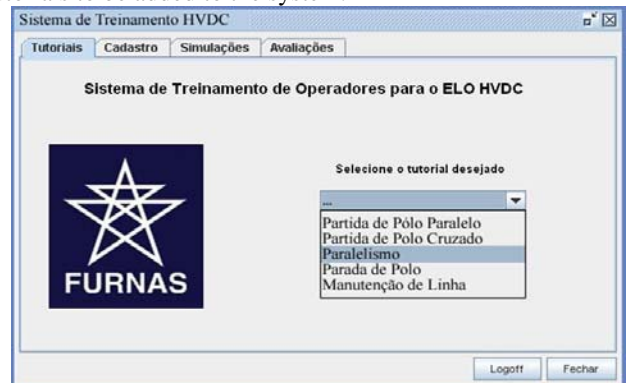 Sistema de Treinamento HVDC
Tutoriais Cadastro Simulações Avaliações
Sistema de Treinamento de Operadores para o ELO HVDC
Selecione o tutorial desejado
...
Partida de Pólo Paralelo
Partida de Polo Cruzado
Paralelismo
Parada de Polo
Manutenção de Linha
FURNAS
Logoff Fechar